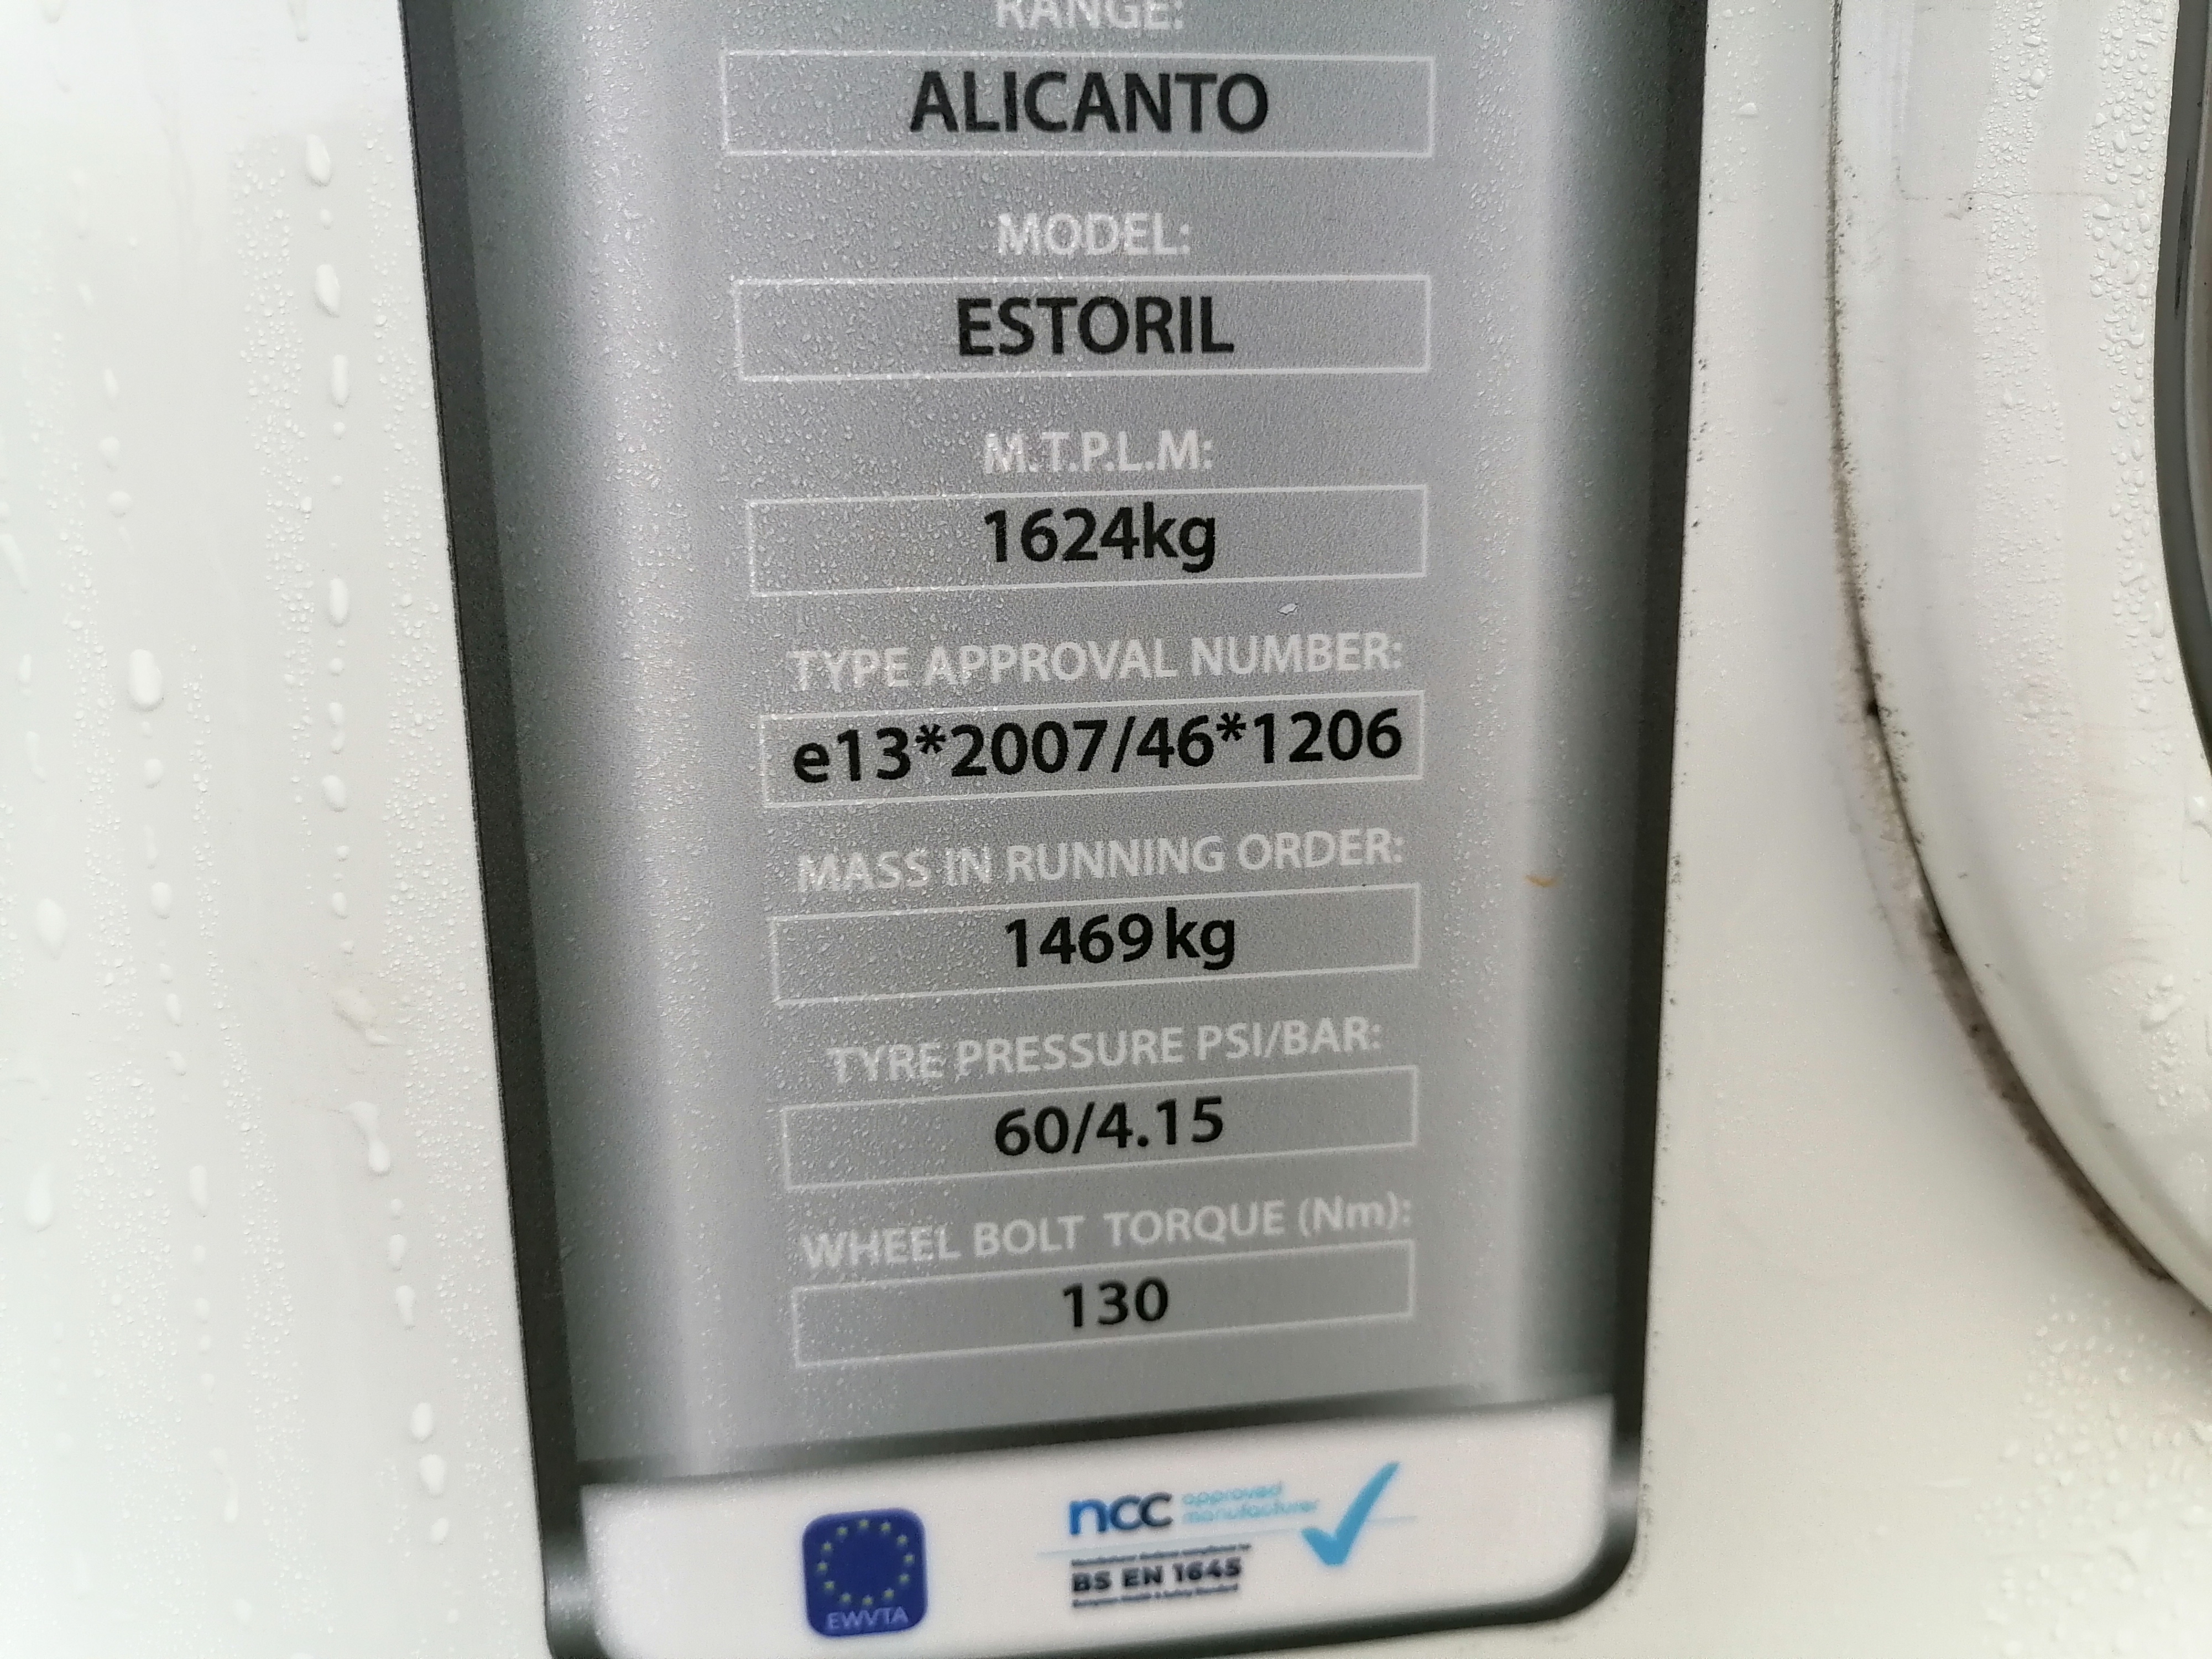 RANGE:
ALICANTO
MODEL:
ESTORIL
M.T.P.L.M:
1624kg
TYPE APPROVAL NUMBER:
e13*2007/46*1206
MASS IN RUNNING ORDER:
1469kg
TYRE PRESSURE PSI/BAR:
60/4.15
WHEEL BOLT TORQUE (Nm):
130
EWVTA
ncc approved
manufacturer
BS EN 1645